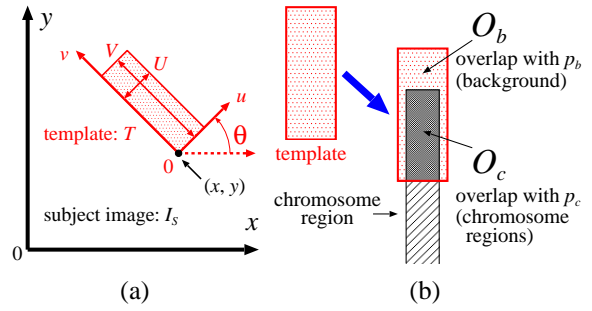 y
v
V
U
u
θ
template: T
0
(x, y)
subject image: I_S
x
0
(a)
template
O_b
overlap with p_b
(background)
O_c
overlap with p_c
(chromosome
regions)
chromosome
region
(b)